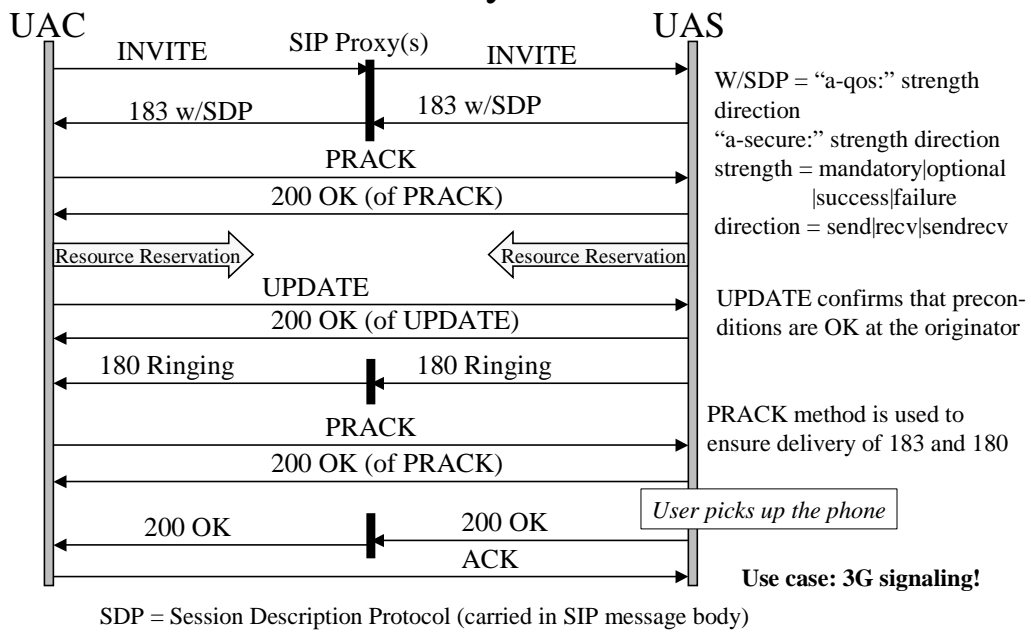 UAC
UAS
INVITE
SIP Proxy(s)
INVITE
183 w/SDP
183 w/SDP
W/SDP = “a-qos:” strength
direction
“a-secure:” strength direction
strength = mandatory|optional
|success|failure
direction = send|recv|sendrecv
PRACK
200 OK (of PRACK)
Resource Reservation
Resource Reservation
UPDATE
200 OK (of UPDATE)
UPDATE confirms that precon-
ditions are OK at the originator
180 Ringing
180 Ringing
PRACK
200 OK (of PRACK)
PRACK method is used to
ensure delivery of 183 and 180
User picks up the phone
200 OK
200 OK
ACK
Use case: 3G signaling!
SDP = Session Description Protocol (carried in SIP message body)